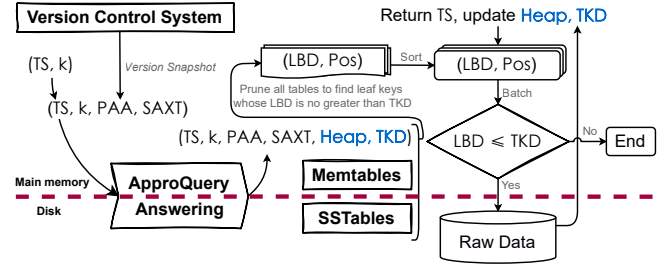 Version Control System
Return TS, update Heap, TKD
(TS, k)
Version Snapshot
(LBD, Pos)
Sort
(LBD, Pos)
Prune all tables to find leaf keys
whose LBD is no greater than TKD
Batch
(TS, k, PAA, SAXT)
(TS, k, PAA, SAXT, Heap, TKD)
LBD ⩽ TKD
No
End
Main memory
ApproQuery
Answering
Memtables
Yes
Disk
SSTables
Raw Data